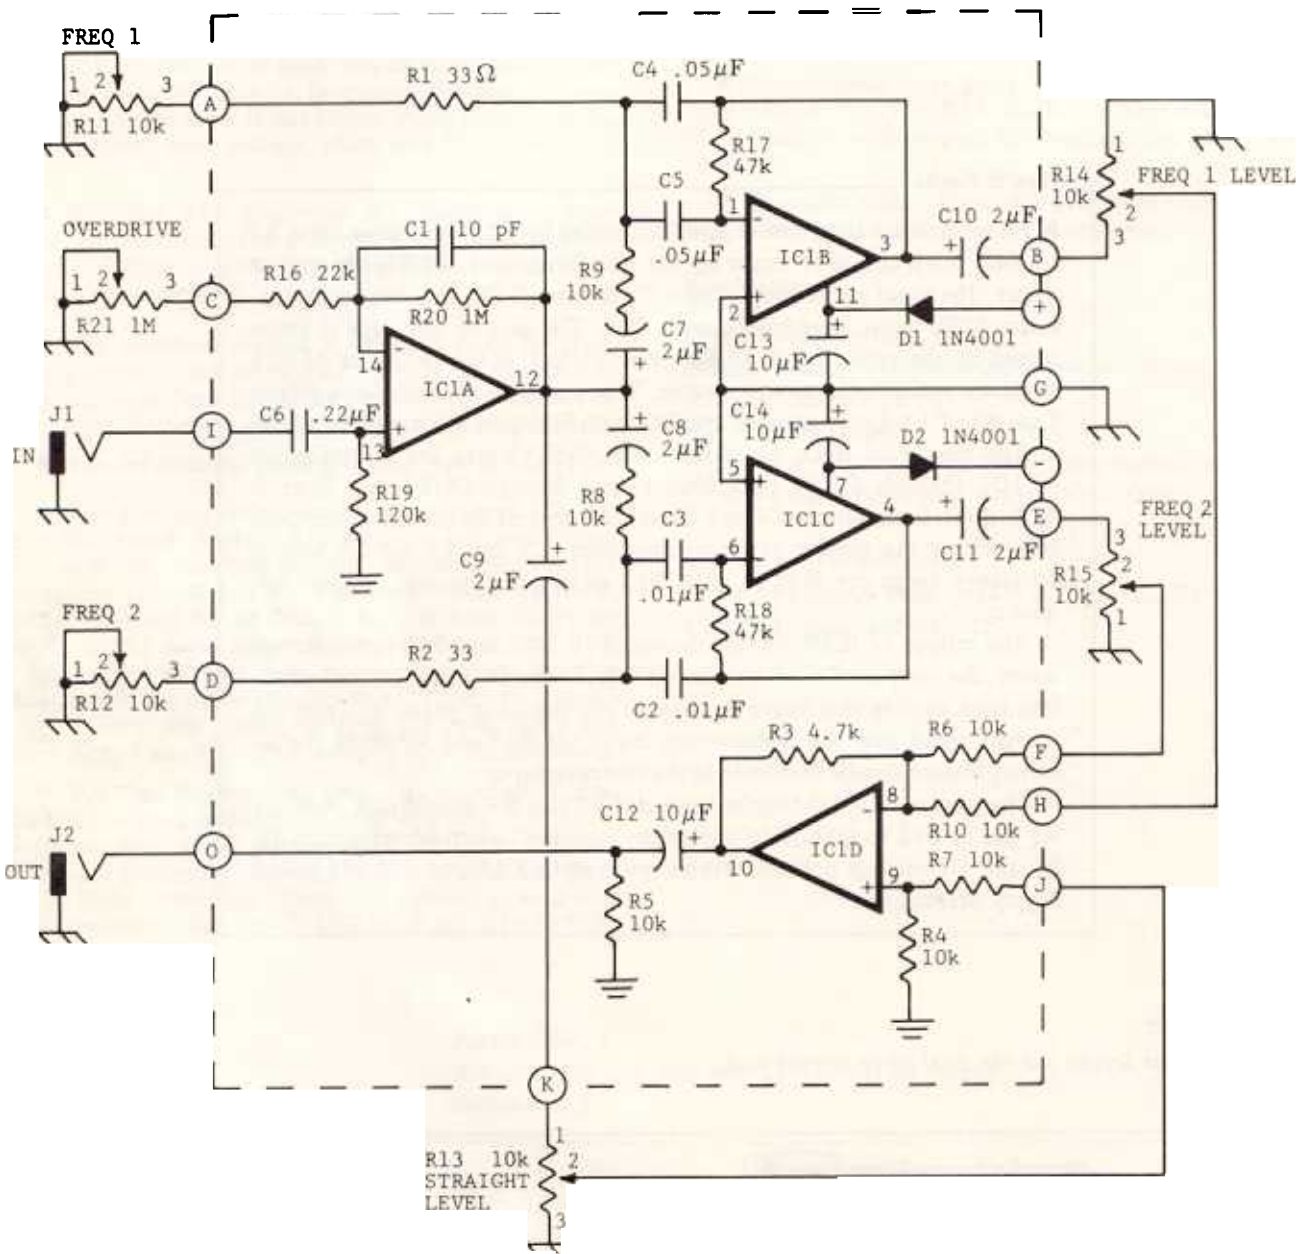 FREQ 1
1 2 3
R11 10k
A
R1 33Ω
C4 .05µF
R17
47k
C5
.05µF
1 -
IC1B
3
+
2
11
C10 2µF
+
B
+
D1 1N4001
1
R14
10k
2
3
FREQ 1 LEVEL
OVERDRIVE
1 2 3
R21 1M
C
R16 22k
C1 10 pF
R20 1M
14 -
IC1A
12
+
13
R9
10k
C7
2µF
+
C13
10µF
+
G
J1
IN
I
C6 .22µF
R19
120k
+
C8
2µF
R8
10k
C14
10µF
+
D2 1N4001
-
5
+
IC1C
7
4
6 -
+
C11 2µF
E
FREQ 2
LEVEL
3
2
R15
10k
1
C9
2µF
+
C3
.01µF
R18
47k
FREQ 2
1 2 3
R12 10k
D
R2 33
C2 .01µF
R3 4.7k
R6 10k
F
8
-
R10 10k
H
IC1D
10
+ 9
R7 10k
J
R4
10k
J2
OUT
O
C12 10µF
+
R5
10k
K
1
R13 10k
2
STRAIGHT
LEVEL
3